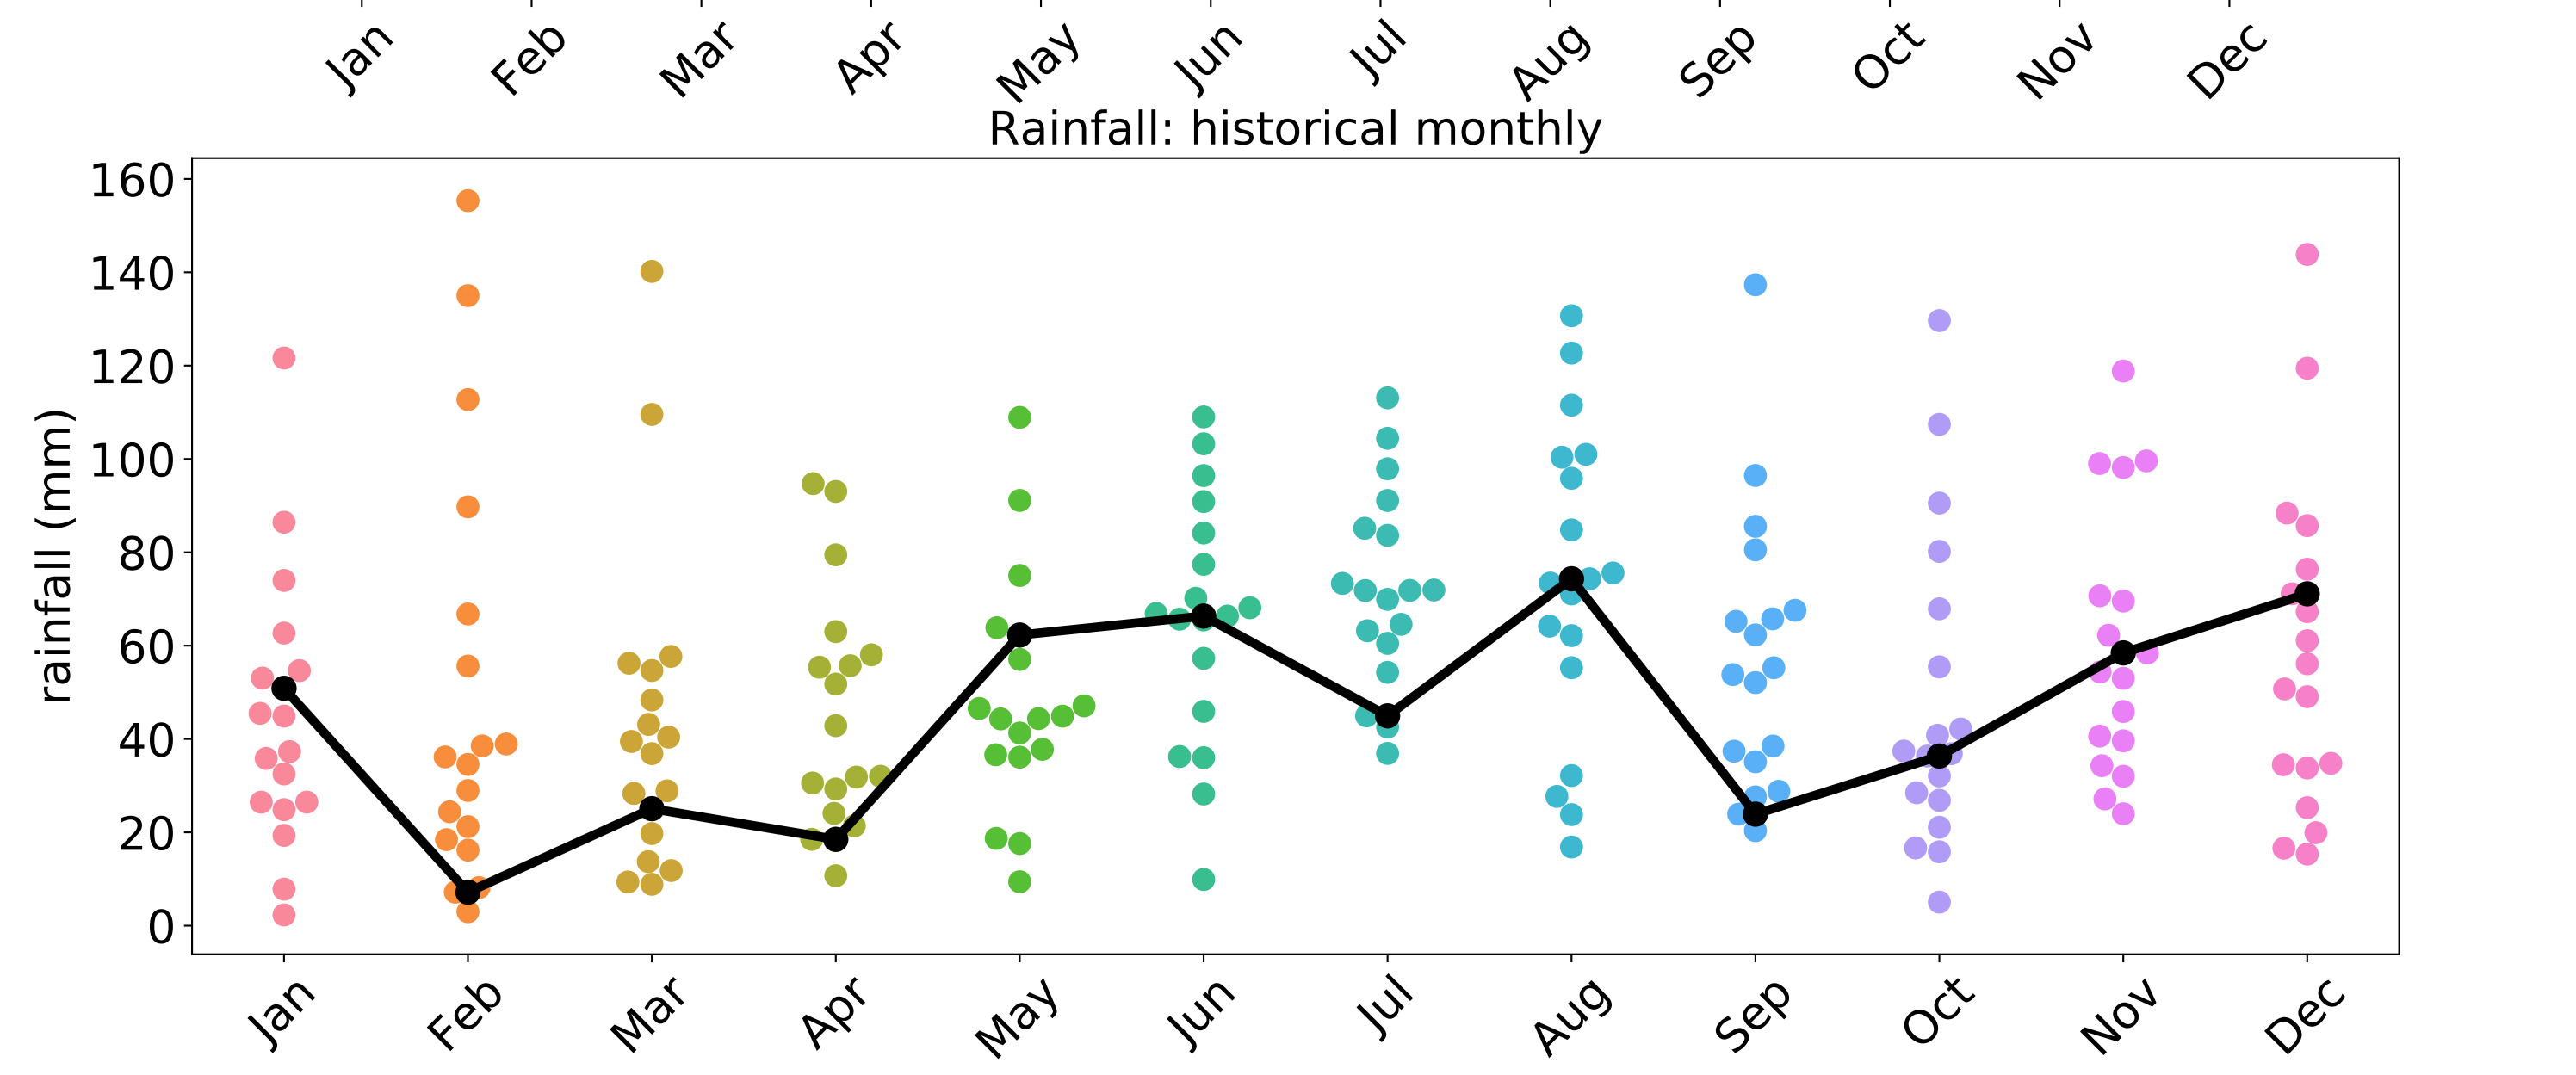 Jan Feb Mar Apr May Jun Jul Aug Sep Oct Nov Dec
Rainfall: historical monthly
160
140
120
100
80
60
40
20
0
rainfall (mm)
Jan Feb Mar Apr May Jun Jul Aug Sep Oct Nov Dec